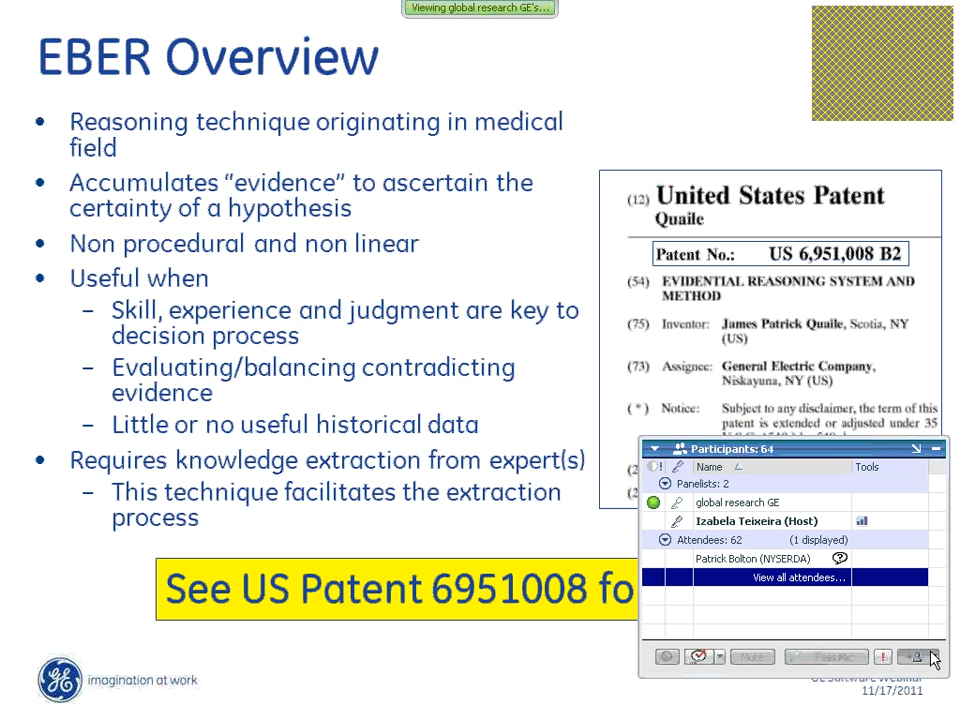 Viewing global research GE's...
EBER Overview
• Reasoning technique originating in medical
field
• Accumulates “evidence” to ascertain the
certainty of a hypothesis
• Non procedural and non linear
• Useful when
– Skill, experience and judgment are key to
decision process
– Evaluating/balancing contradicting
evidence
– Little or no useful historical data
• Requires knowledge extraction from expert(s)
– This technique facilitates the extraction
process
See US Patent 6951008 fo
(12) United States Patent
Quaile
Patent No.: US 6,951,008 B2
(54) EVIDENTIAL REASONING SYSTEM AND
METHOD
(75) Inventor: James Patrick Quaile, Scotia, NY
(US)
(73) Assignee: General Electric Company,
Niskayuna, NY (US)
(*) Notice: Subject to any disclaimer, the term of this
patent is extended or adjusted under 35
Participants: 64
Name Tools
Panelists: 2
global research GE
Izabela Teixeira (Host)
Attendees: 62 (1 displayed)
Patrick Bolton (NYSERDA)
View all attendees...
Mute Pass Mic
GE imagination at work
GE Software Webinar
11/17/2011